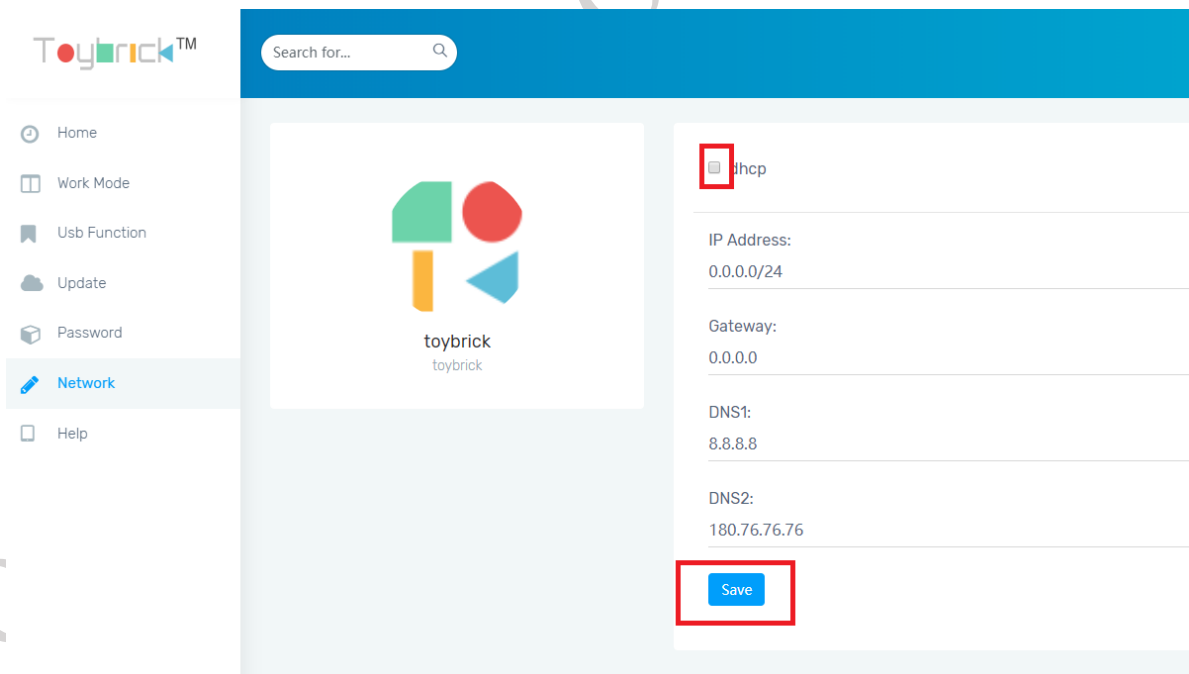 Toybrick™
Search for...
Home
Work Mode
Usb Function
Update
Password
Network
Help
toybrick
toybrick
dhcp
IP Address:
0.0.0.0/24
Gateway:
0.0.0.0
DNS1:
8.8.8.8
DNS2:
180.76.76.76
Save